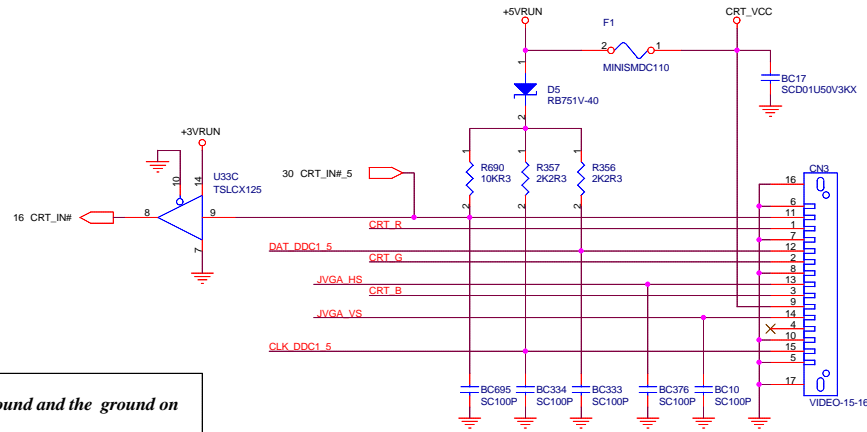 +5VRUN
F1
CRT_VCC
2
1
MINISMDC110
1
D5
RB751V-40
2
BC17
SCD01U50V3KX
+3VRUN
U33C
TSLCX125
10
14
30 CRT_IN#_5
1
R690
10KR3
2
1
R357
2K2R3
2
1
R356
2K2R3
2
CN3
16
6
16 CRT_IN#
8
9
11
CRT_R
1
7
7
DAT_DDC1_5
12
CRT_G
2
8
JVGA_HS
13
CRT_B
3
9
JVGA_VS
14
4
10
CLK_DDC1_5
15
5
17
BC695
SC100P
BC334
SC100P
BC333
SC100P
BC376
SC100P
BC10
SC100P
VIDEO-15-16
ound and the ground on